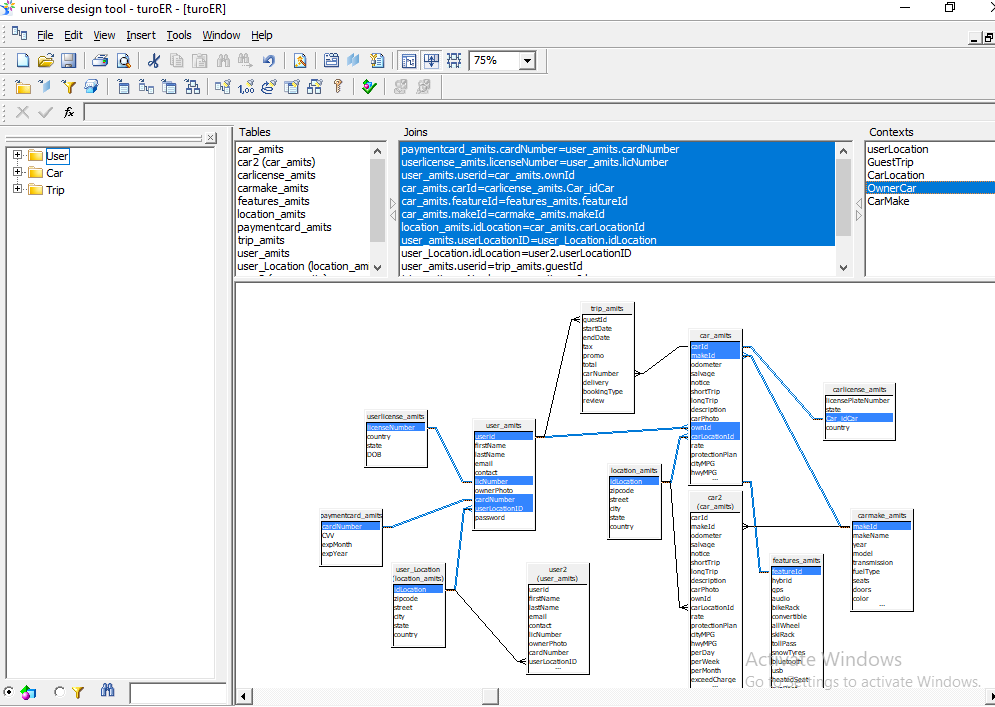 universe design tool - turoER - [turoER]
File Edit View Insert Tools Window Help
75%
Tables
Joins
Contexts
User
Car
Trip
car_amits
car2 (car_amits)
carlicense_amits
carmake_amits
features_amits
location_amits
paymentcard_amits
trip_amits
user_amits
user_Location (location_am
paymentcard_amits.cardNumber=user_amits.cardNumber
userlicense_amits.licenseNumber=user_amits.licNumber
user_amits.userid=car_amits.ownId
car_amits.carId=carlicense_amits.Car_idCar
car_amits.featureId=features_amits.featureId
car_amits.makeId=carmake_amits.makeId
location_amits.idLocation=car_amits.carLocationId
user_amits.userLocationID=user_Location.idLocation
user_Location.idLocation=user2.userLocationID
user_amits.userid=trip_amits.guestId
userLocation
GuestTrip
CarLocation
OwnerCar
CarMake
trip_amits
guestId
startDate
endDate
tax
promo
total
carNumber
delivery
bookingType
review
car_amits
carId
makeId
odometer
salvage
notice
shortTrip
longTrip
description
carPhoto
ownId
carLocationId
rate
protectionPlan
cityMPG
hwyMPG
...
carlicense_amits
licensePlateNumber
state
Car_idCar
country
userlicense_amits
licenseNumber
country
state
DOB
user_amits
userid
firstName
lastName
email
contact
licNumber
ownerPhoto
cardNumber
userLocationID
password
location_amits
idLocation
zipcode
street
city
state
country
car2
(car_amits)
carId
makeId
odometer
salvage
notice
shortTrip
longTrip
description
carPhoto
ownId
carLocationId
rate
protectionPlan
cityMPG
hwyMPG
perDay
perWeek
perMonth
exceedCharge
...
paymentcard_amits
cardNumber
CVV
expMonth
expYear
carmake_amits
makeId
makeName
year
model
transmission
fuelType
seats
doors
color
...
user_Location
(location_amits)
idLocation
zipcode
street
city
state
country
user2
(user_amits)
userid
firstName
lastName
email
contact
licNumber
ownerPhoto
cardNumber
userLocationID
...
features_amits
featureId
hybrid
gps
audio
bikeRack
convertible
allWheel
skiRack
tollPass
snowTyres
bluetooth
usb
heatedSeat
Activate Windows
Go to Settings to activate Windows.